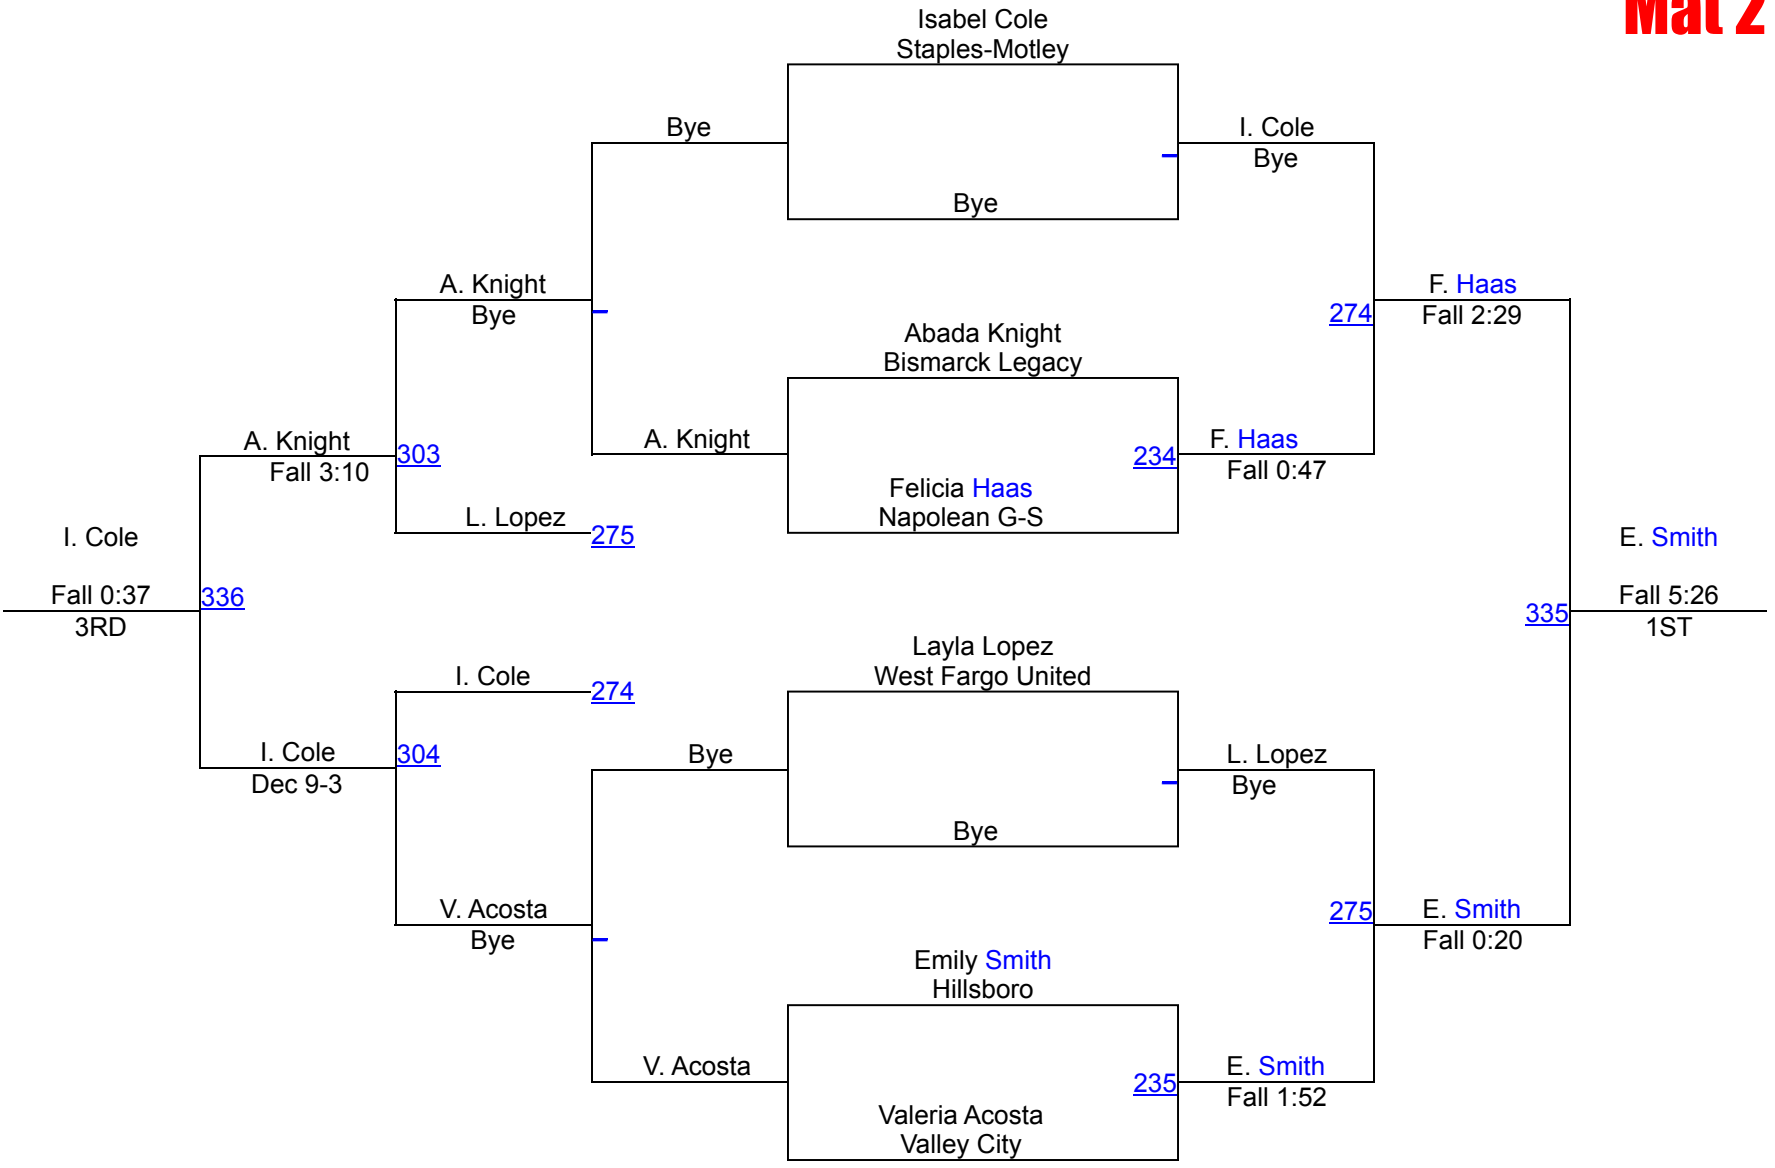 Mat 2
Isabel Cole
Staples-Motley
Bye
I. Cole
Bye
Bye
A. Knight
Bye
F. Haas
274
Fall 2:29
Abada Knight
Bismarck Legacy
A. Knight
303
Fall 3:10
A. Knight
234
F. Haas
Fall 0:47
Felicia Haas
Napolean G-S
L. Lopez
275
I. Cole
E. Smith
Fall 0:37
336
3RD
335
Fall 5:26
1ST
Layla Lopez
West Fargo United
I. Cole
274
I. Cole
304
Dec 9-3
Bye
L. Lopez
Bye
Bye
V. Acosta
Bye
275
E. Smith
Fall 0:20
Emily Smith
Hillsboro
V. Acosta
235
E. Smith
Fall 1:52
Valeria Acosta
Valley City